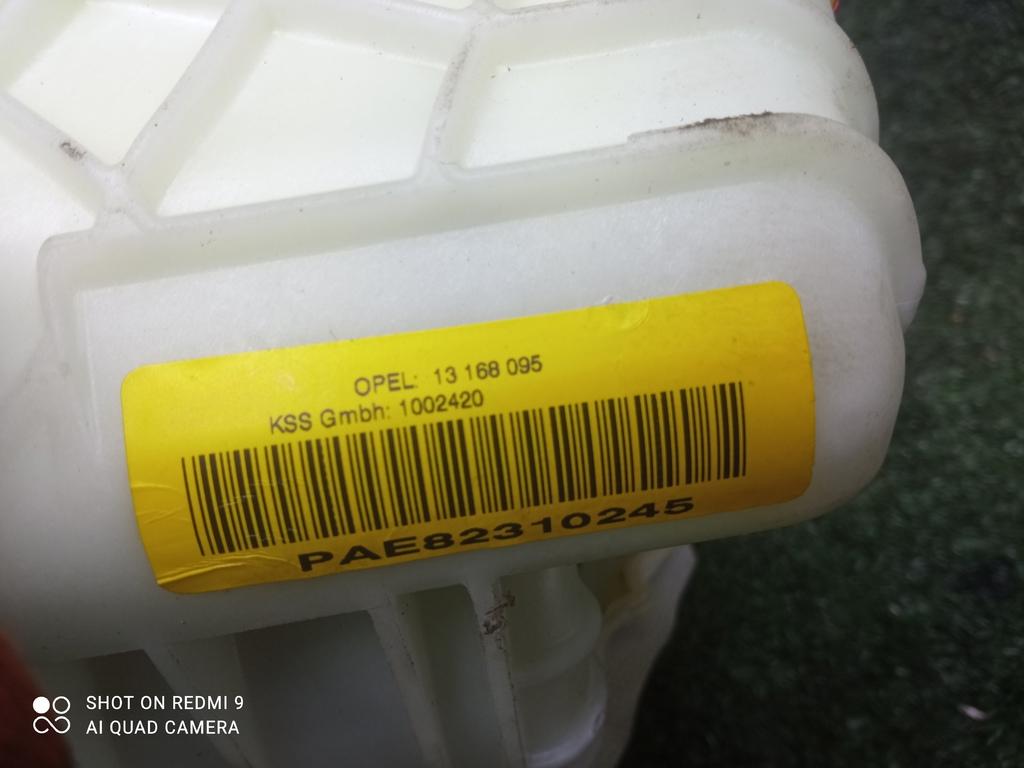 OPEL: 13 168 095
KSS Gmbh: 1002420
PAE82310245
SHOT ON REDMI 9
AI QUAD CAMERA